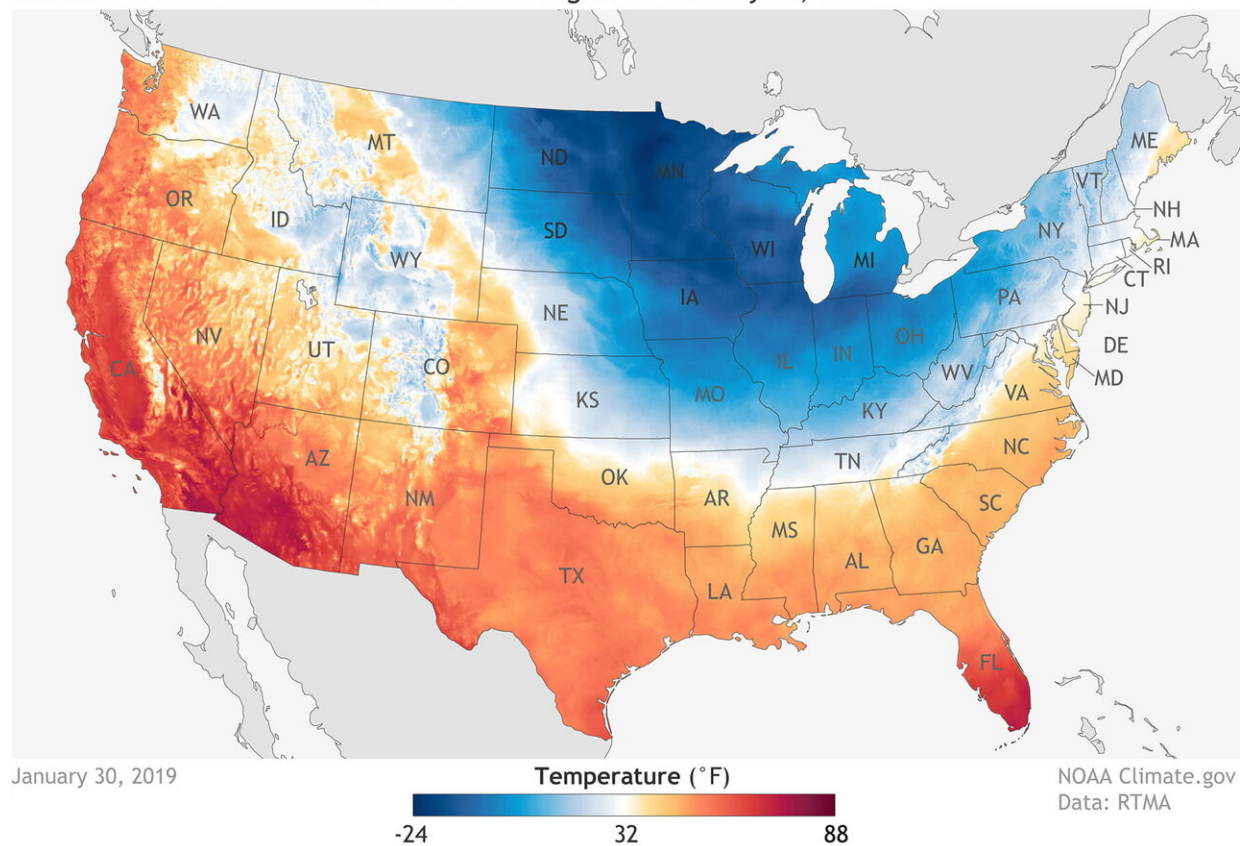 WA
MT
ND
MN
ME
VT
OR
ID
SD
WI
NY
NH
MA
WY
MI
RI
CT
IA
PA
NE
NJ
NV
UT
OH
IN
IL
DE
CO
CA
WV
MD
KS
MO
VA
KY
NC
AZ
TN
OK
NM
AR
SC
MS
GA
AL
TX
LA
FL
January 30, 2019
Temperature (°F)
NOAA Climate.gov
Data: RTMA
-24
32
88